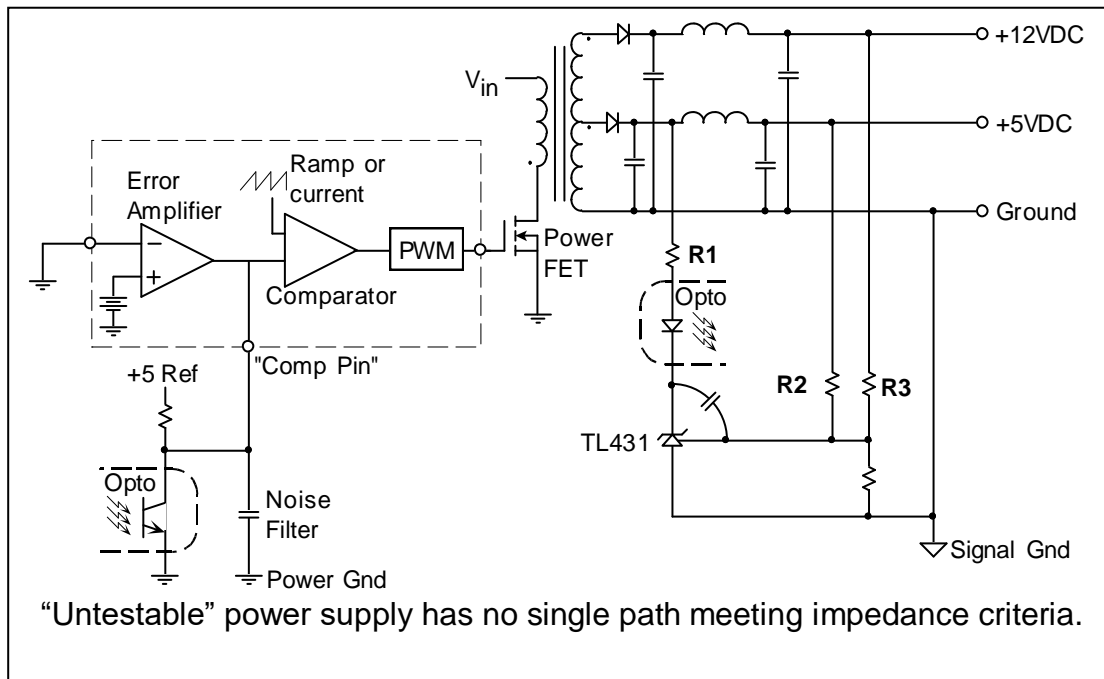 +12VDC
Vin
+5VDC
Error
Amplifier
Ramp or
current
Ground
PWM
Power
FET
Comparator
R1
Opto
"Comp Pin"
+5 Ref
R2
R3
TL431
Opto
Noise
Filter
Signal Gnd
Power Gnd
“Untestable” power supply has no single path meeting impedance criteria.